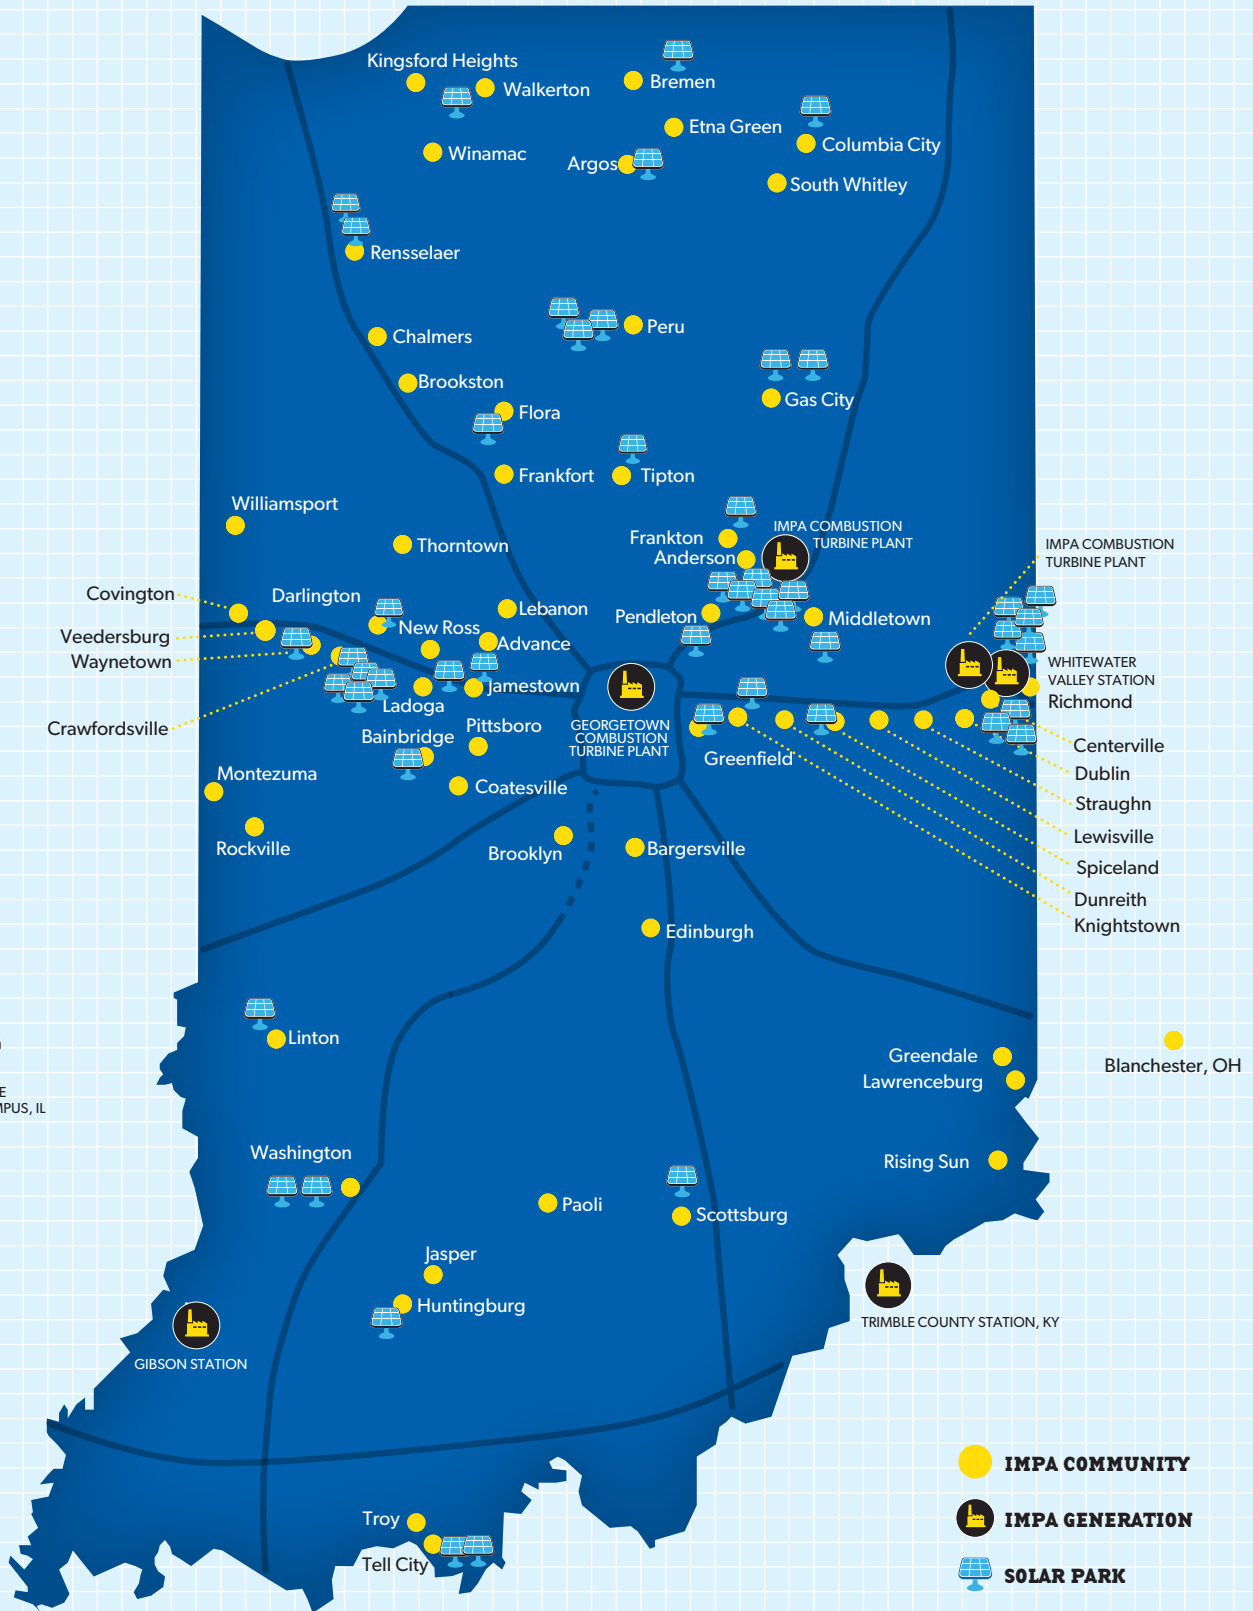 Kingsford Heights
Walkerton
Bremen
Etna Green
Columbia City
Winamac
Argos
South Whitley
Rensselaer
Peru
Chalmers
Brookston
Gas City
Flora
Frankfort
Tipton
Williamsport
Thorntown
Frankton
Anderson
IMPA COMBUSTION
TURBINE PLANT
IMPA COMBUSTION
TURBINE PLANT
Covington
Darlington
Lebanon
Pendleton
Middletown
Veedersburg
New Ross
Advance
Waynetown
WHITEWATER
VALLEY STATION
Jamestown
Richmond
Ladoga
Crawfordsville
Pittsboro
GEORGETOWN
COMBUSTION
TURBINE PLANT
Bainbridge
Greenfield
Centerville
Montezuma
Coatesville
Dublin
Straughn
Rockville
Brooklyn
Bargersville
Lewisville
Spiceland
Dunreith
Knightstown
Edinburgh
Linton
Greendale
Lawrenceburg
Blanchester, OH
E
MPUS, IL
Washington
Rising Sun
Paoli
Scottsburg
Jasper
Huntingburg
TRIMBLE COUNTY STATION, KY
GIBSON STATION
Troy
Tell City
IMPA COMMUNITY
IMPA GENERATION
SOLAR PARK